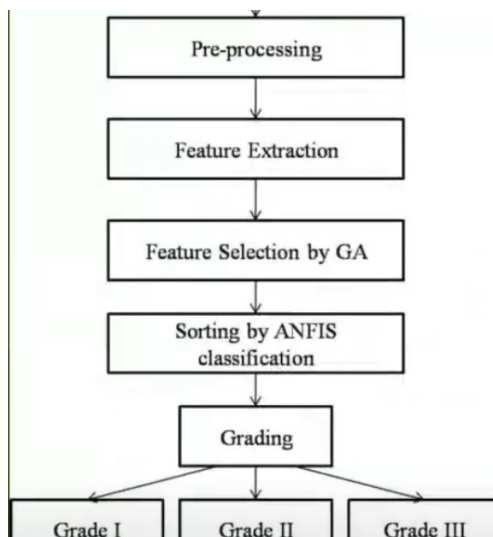 Pre-processing
Feature Extraction
Feature Selection by GA
Sorting by ANFIS
classification
Grading
Grade I
Grade II
Grade III